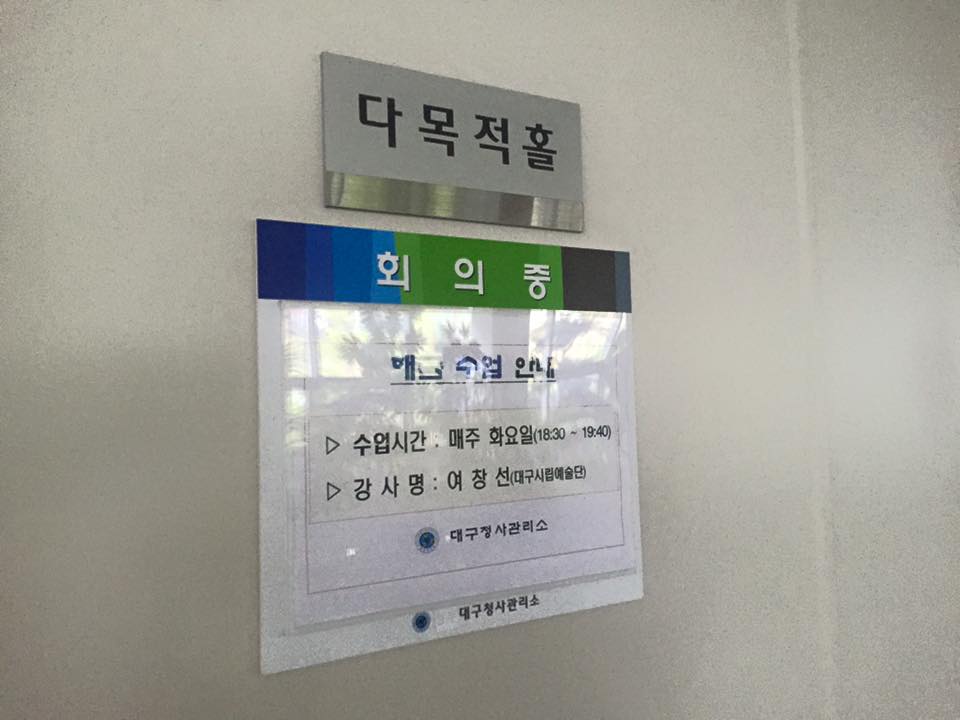 다목적홀
회 의 중
해금 수업 안내
▷ 수업시간 : 매주 화요일(18:30 ~ 19:40)
▷ 강 사 명 : 여 창 선(대구시립예술단)
대구청사관리소
대구청사관리소